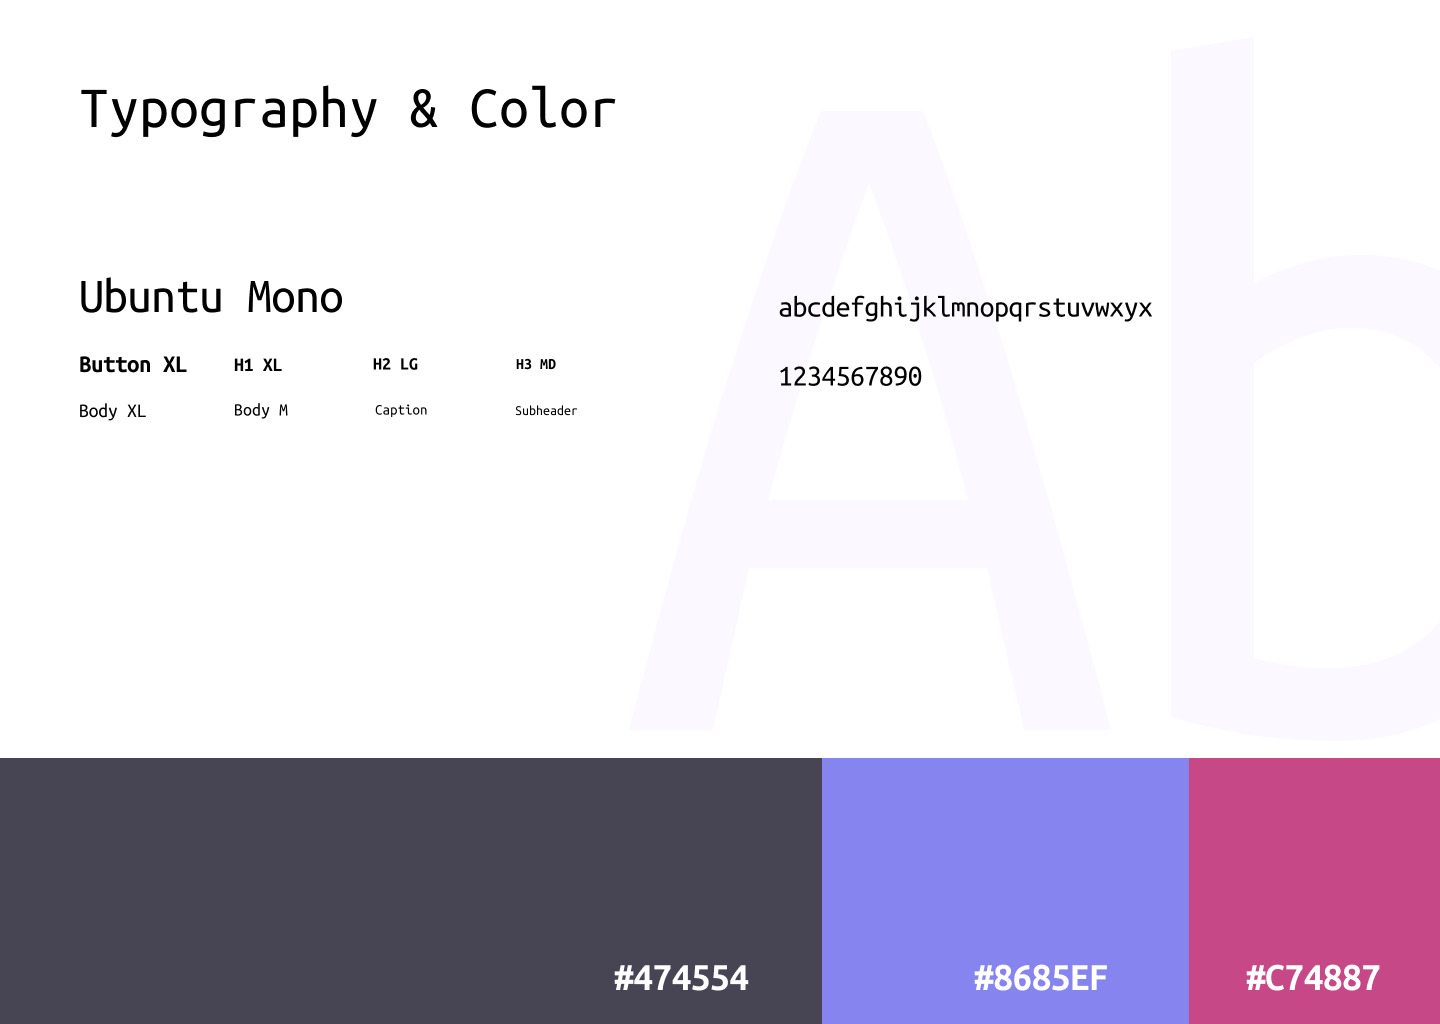 Typography & Color
Ab
Ubuntu Mono
Button XL H1 XL H2 LG H3 MD
Body XL Body M Caption Subheader
abcdefghijklmnopqrstuvwxyx
1234567890
#474554 #8685EF #C74887